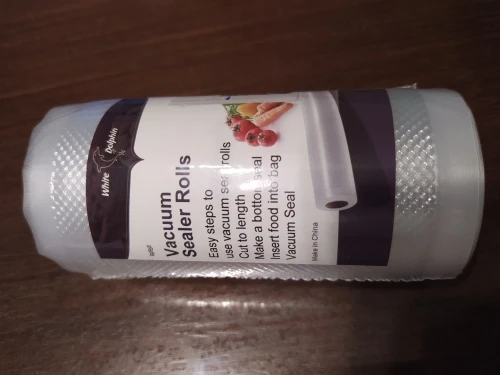 White
Dolphin
Vacuum
Sealer Rolls
Easy steps to
use vacuum seal rolls
Cut to length
Make a bottom seal
Insert food into bag
Vacuum Seal
Make in China